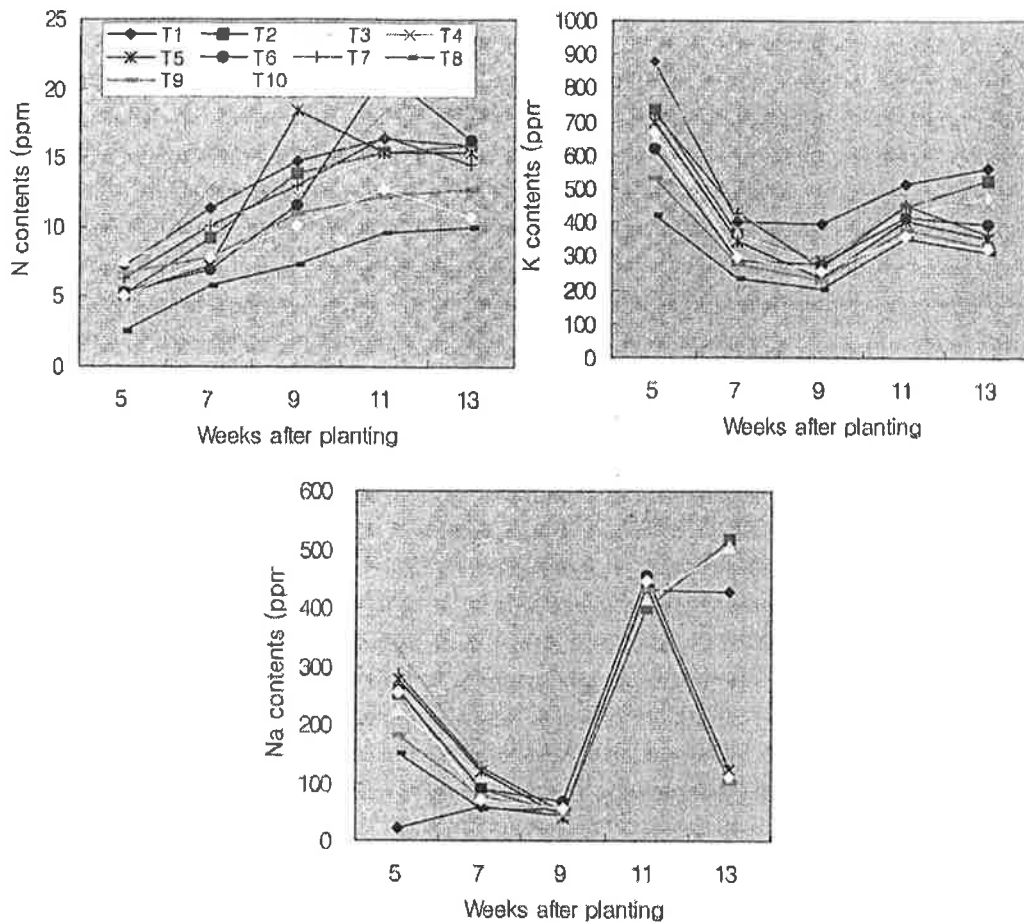 25
20
15
10
5
0
N contents (ppm
T1 T2 T3 T4
T5 T6 T7 T8
T9 T10
5 7 9 11 13
Weeks after planting
1000
900
800
700
600
500
400
300
200
100
0
K contents (ppm
5 7 9 11 13
Weeks after planting
600
500
400
300
200
100
0
Na contents (ppm
5 7 9 11 13
Weeks after planting